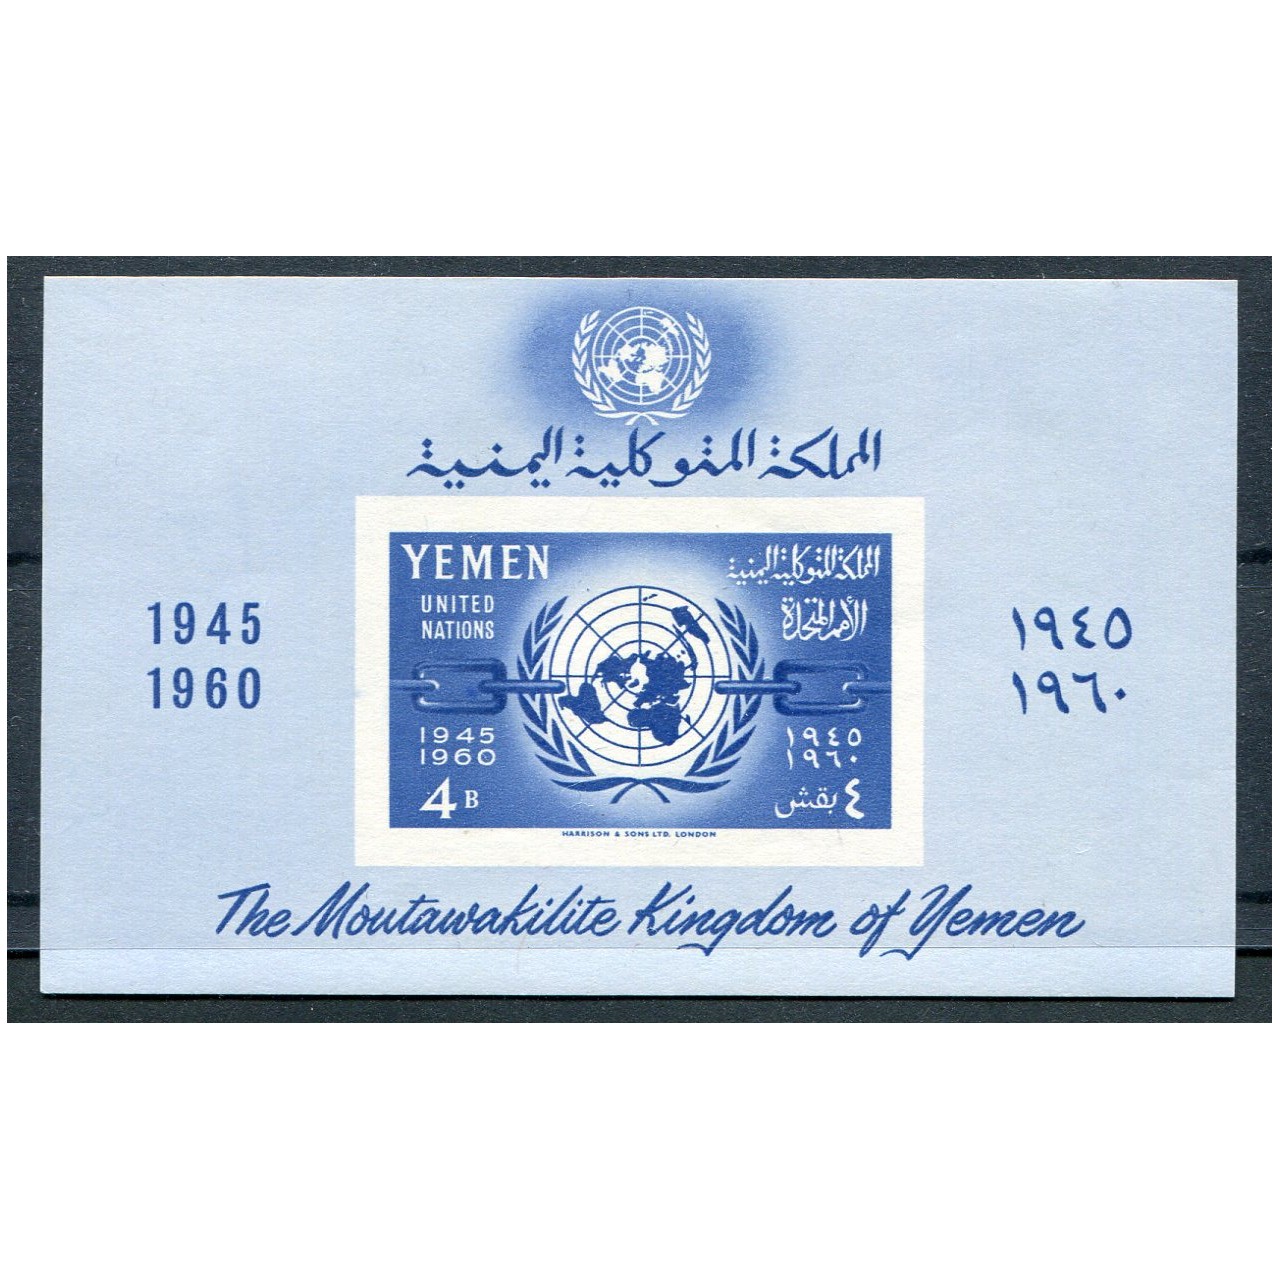 المملكة المتوكلية اليمنية
YEMEN
المملكة المتوكلية اليمنية
UNITED
NATIONS
الأمم المتحدة
1945
1960
١٩٤٥
١٩٦٠
1945
1960
١٩٤٥
١٩٦٠
4 B
٤ بقش
HARRISON & SONS LTD. LONDON
The Moutawakilite Kingdom of Yemen